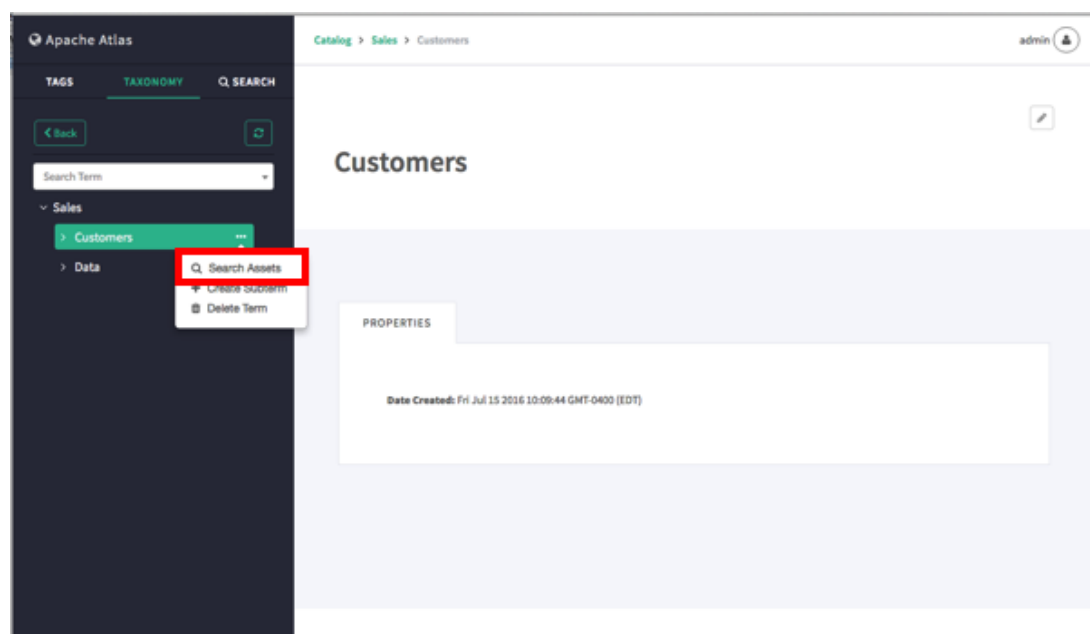 Apache Atlas
Catalog > Sales > Customers
admin
TAGS
TAXONOMY
SEARCH
Back
Customers
Search Term
Sales
Customers
Data
Search Assets
Create Subterm
Delete Term
PROPERTIES
Date Created: Fri Jul 15 2016 10:09:44 GMT-0400 (EDT)